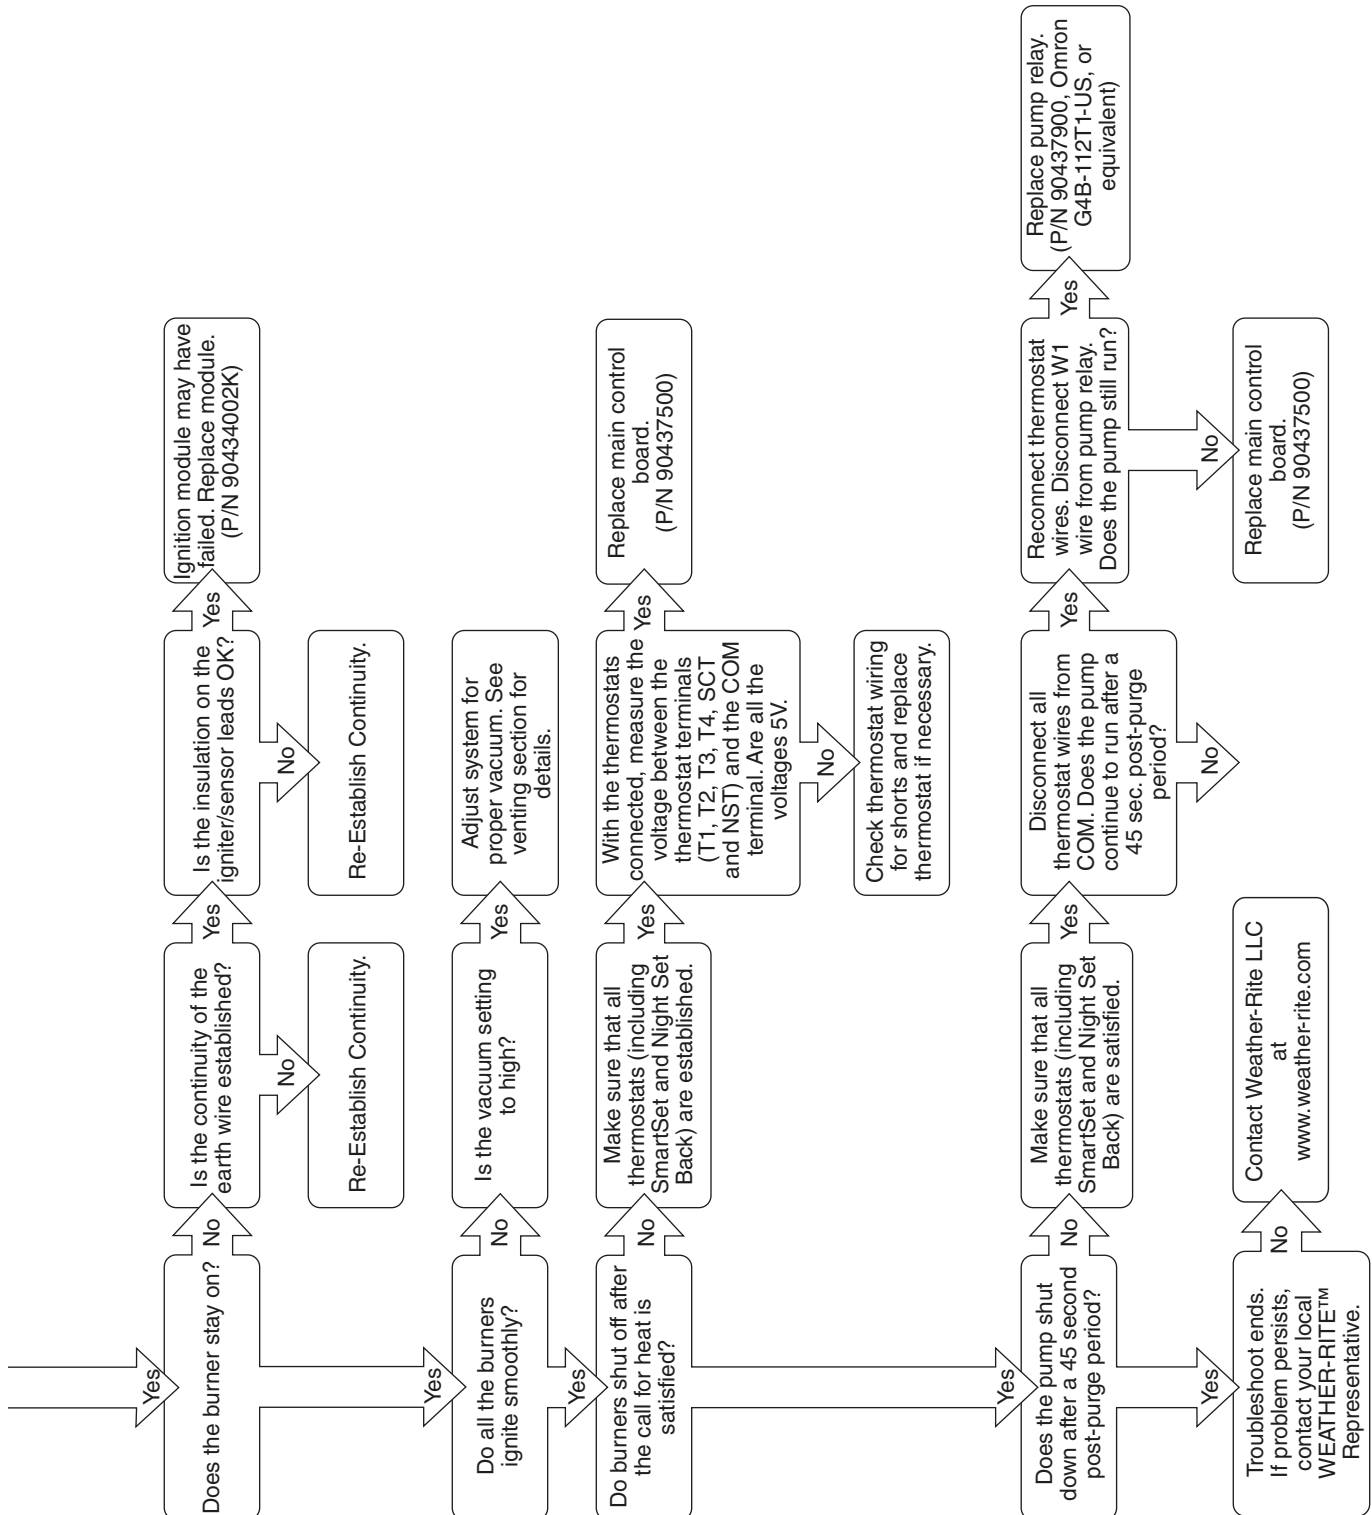 Yes
Does the burner stay on?
No
Is the continuity of the
earth wire established?
No
Re-Establish Continuity.
Yes
Is the insulation on the
igniter/sensor leads OK?
No
Re-Establish Continuity.
Yes
Ignition module may have
failed. Replace module.
(P/N 90434002K)
Yes
Do all the burners
ignite smoothly?
No
Is the vacuum setting
to high?
Yes
Adjust system for
proper vacuum. See
venting section for
details.
Yes
Do burners shut off after
the call for heat is
satisfied?
No
Make sure that all
thermostats (including
SmartSet and Night Set
Back) are established.
Yes
With the thermostats
connected, measure the
voltage between the
thermostat terminals
(T1, T2, T3, T4, SCT
and NST) and the COM
terminal. Are all the
voltages 5V.
No
Check thermostat wiring
for shorts and replace
thermostat if necessary.
Yes
Replace main control
board.
(P/N 90437500)
Yes
Does the pump shut
down after a 45 second
post-purge period?
No
Make sure that all
thermostats (including
SmartSet and Night Set
Back) are satisfied.
Yes
Disconnect all
thermostat wires from
COM. Does the pump
continue to run after a
45 sec. post-purge
period?
No
Yes
Reconnect thermostat
wires. Disconnect W1
wire from pump relay.
Does the pump still run?
No
Replace main control
board.
(P/N 90437500)
Yes
Replace pump relay.
(P/N 90437900, Omron
G4B-112T1-US, or
equivalent)
Yes
Troubleshoot ends.
If problem persists,
contact your local
WEATHER-RITE™
Representative.
No
Contact Weather-Rite LLC
at
www.weather-rite.com